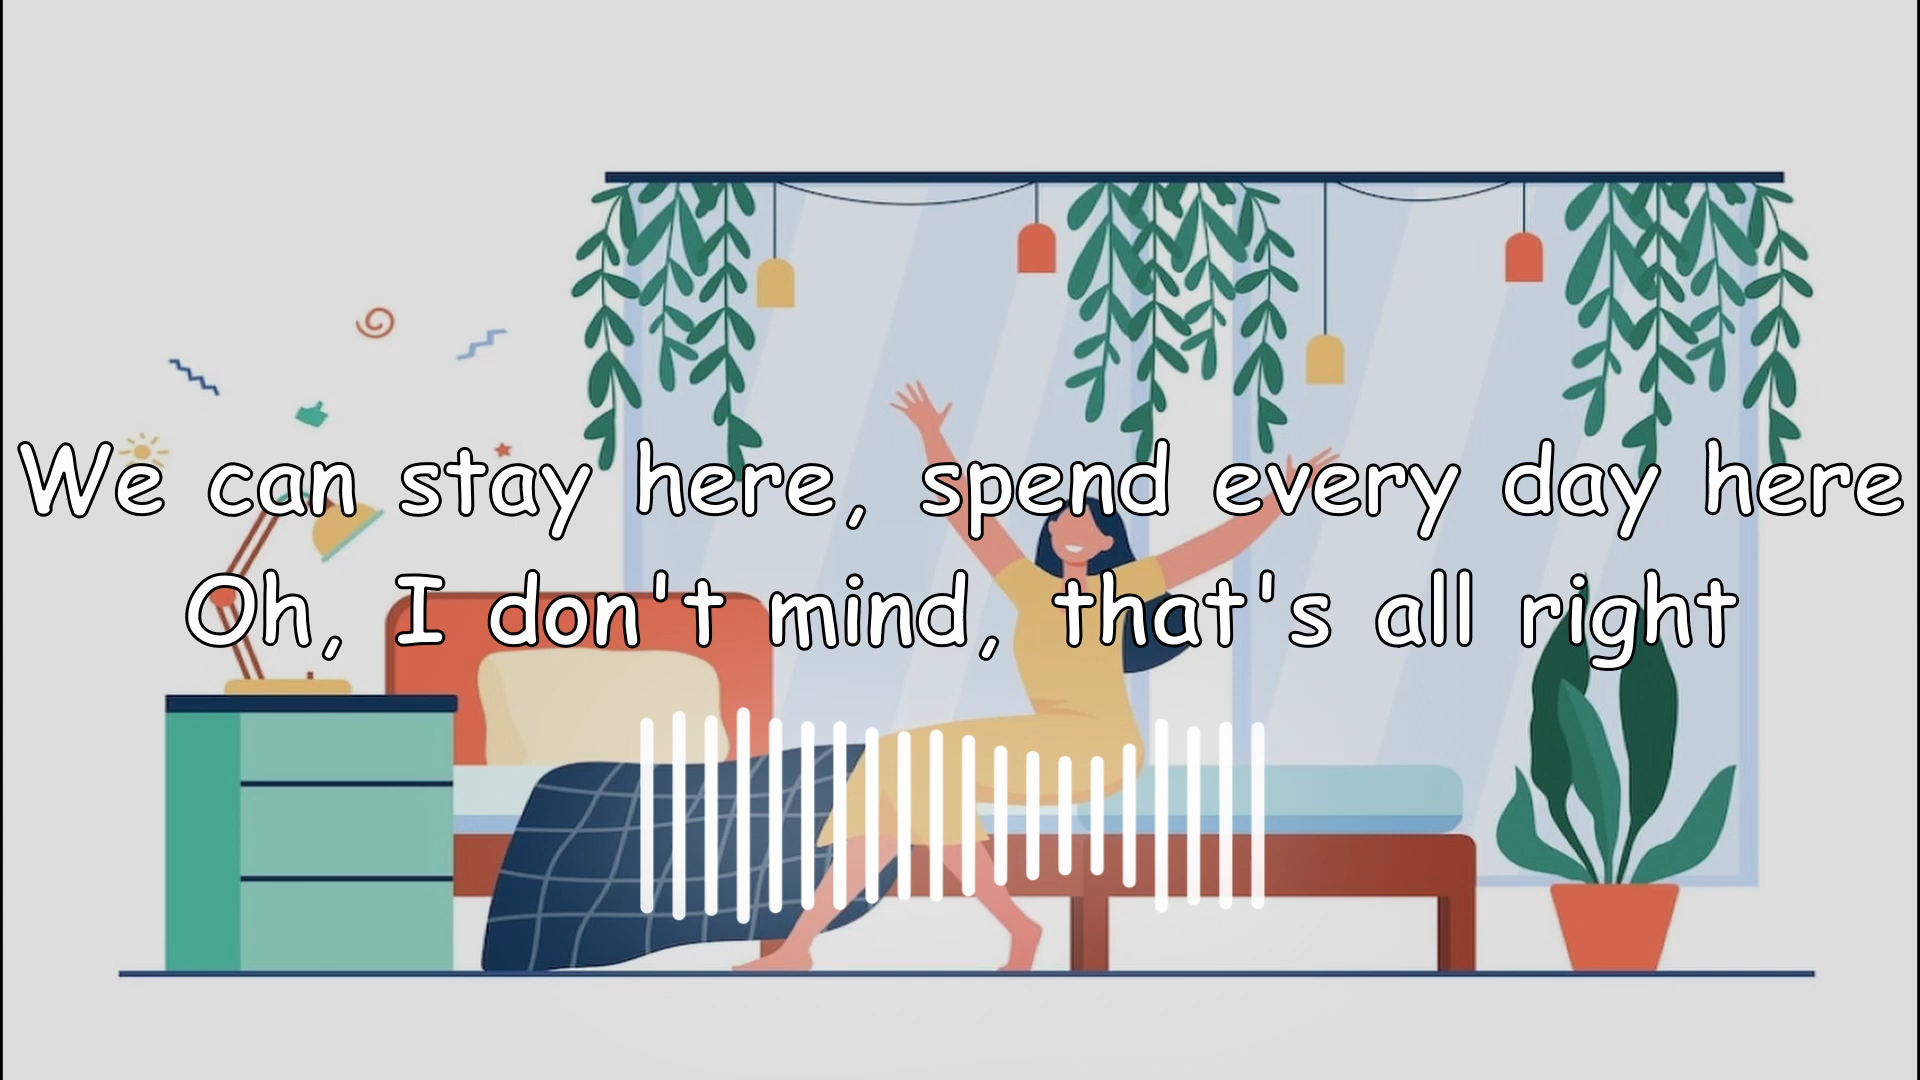 We can stay here, spend every day here
Oh, I don't mind, that's all right